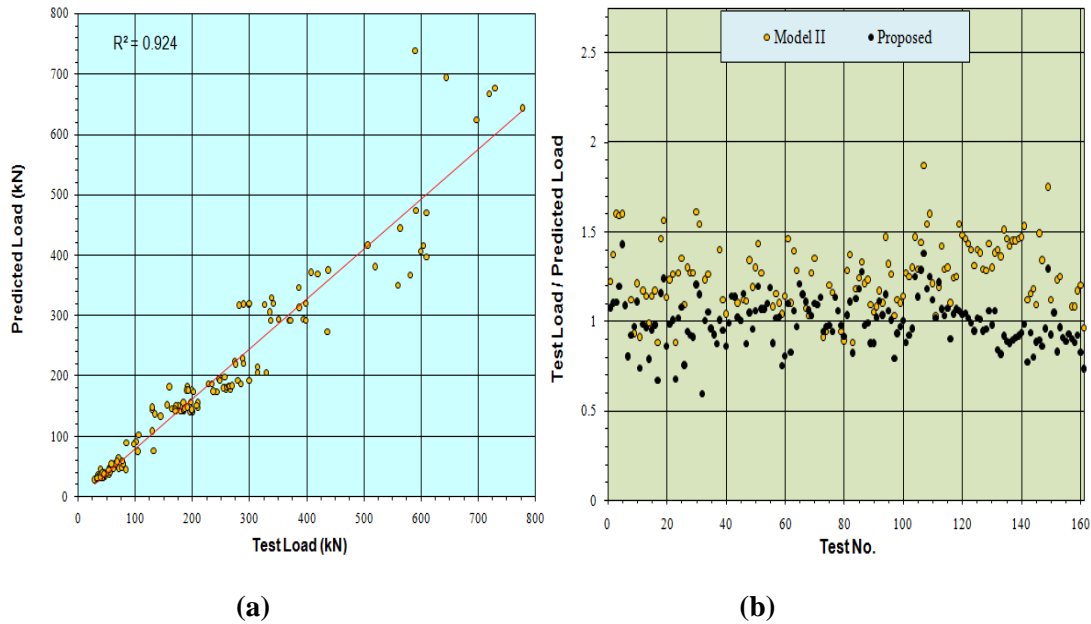 R² = 0.924
Predicted Load (kN)
800
700
600
500
400
300
200
100
0
0 100 200 300 400 500 600 700 800
Test Load (kN)
Model II Proposed
Test Load / Predicted Load
2.5
2
1.5
1
0.5
0
0 20 40 60 80 100 120 140 160
Test No.
(a) (b)